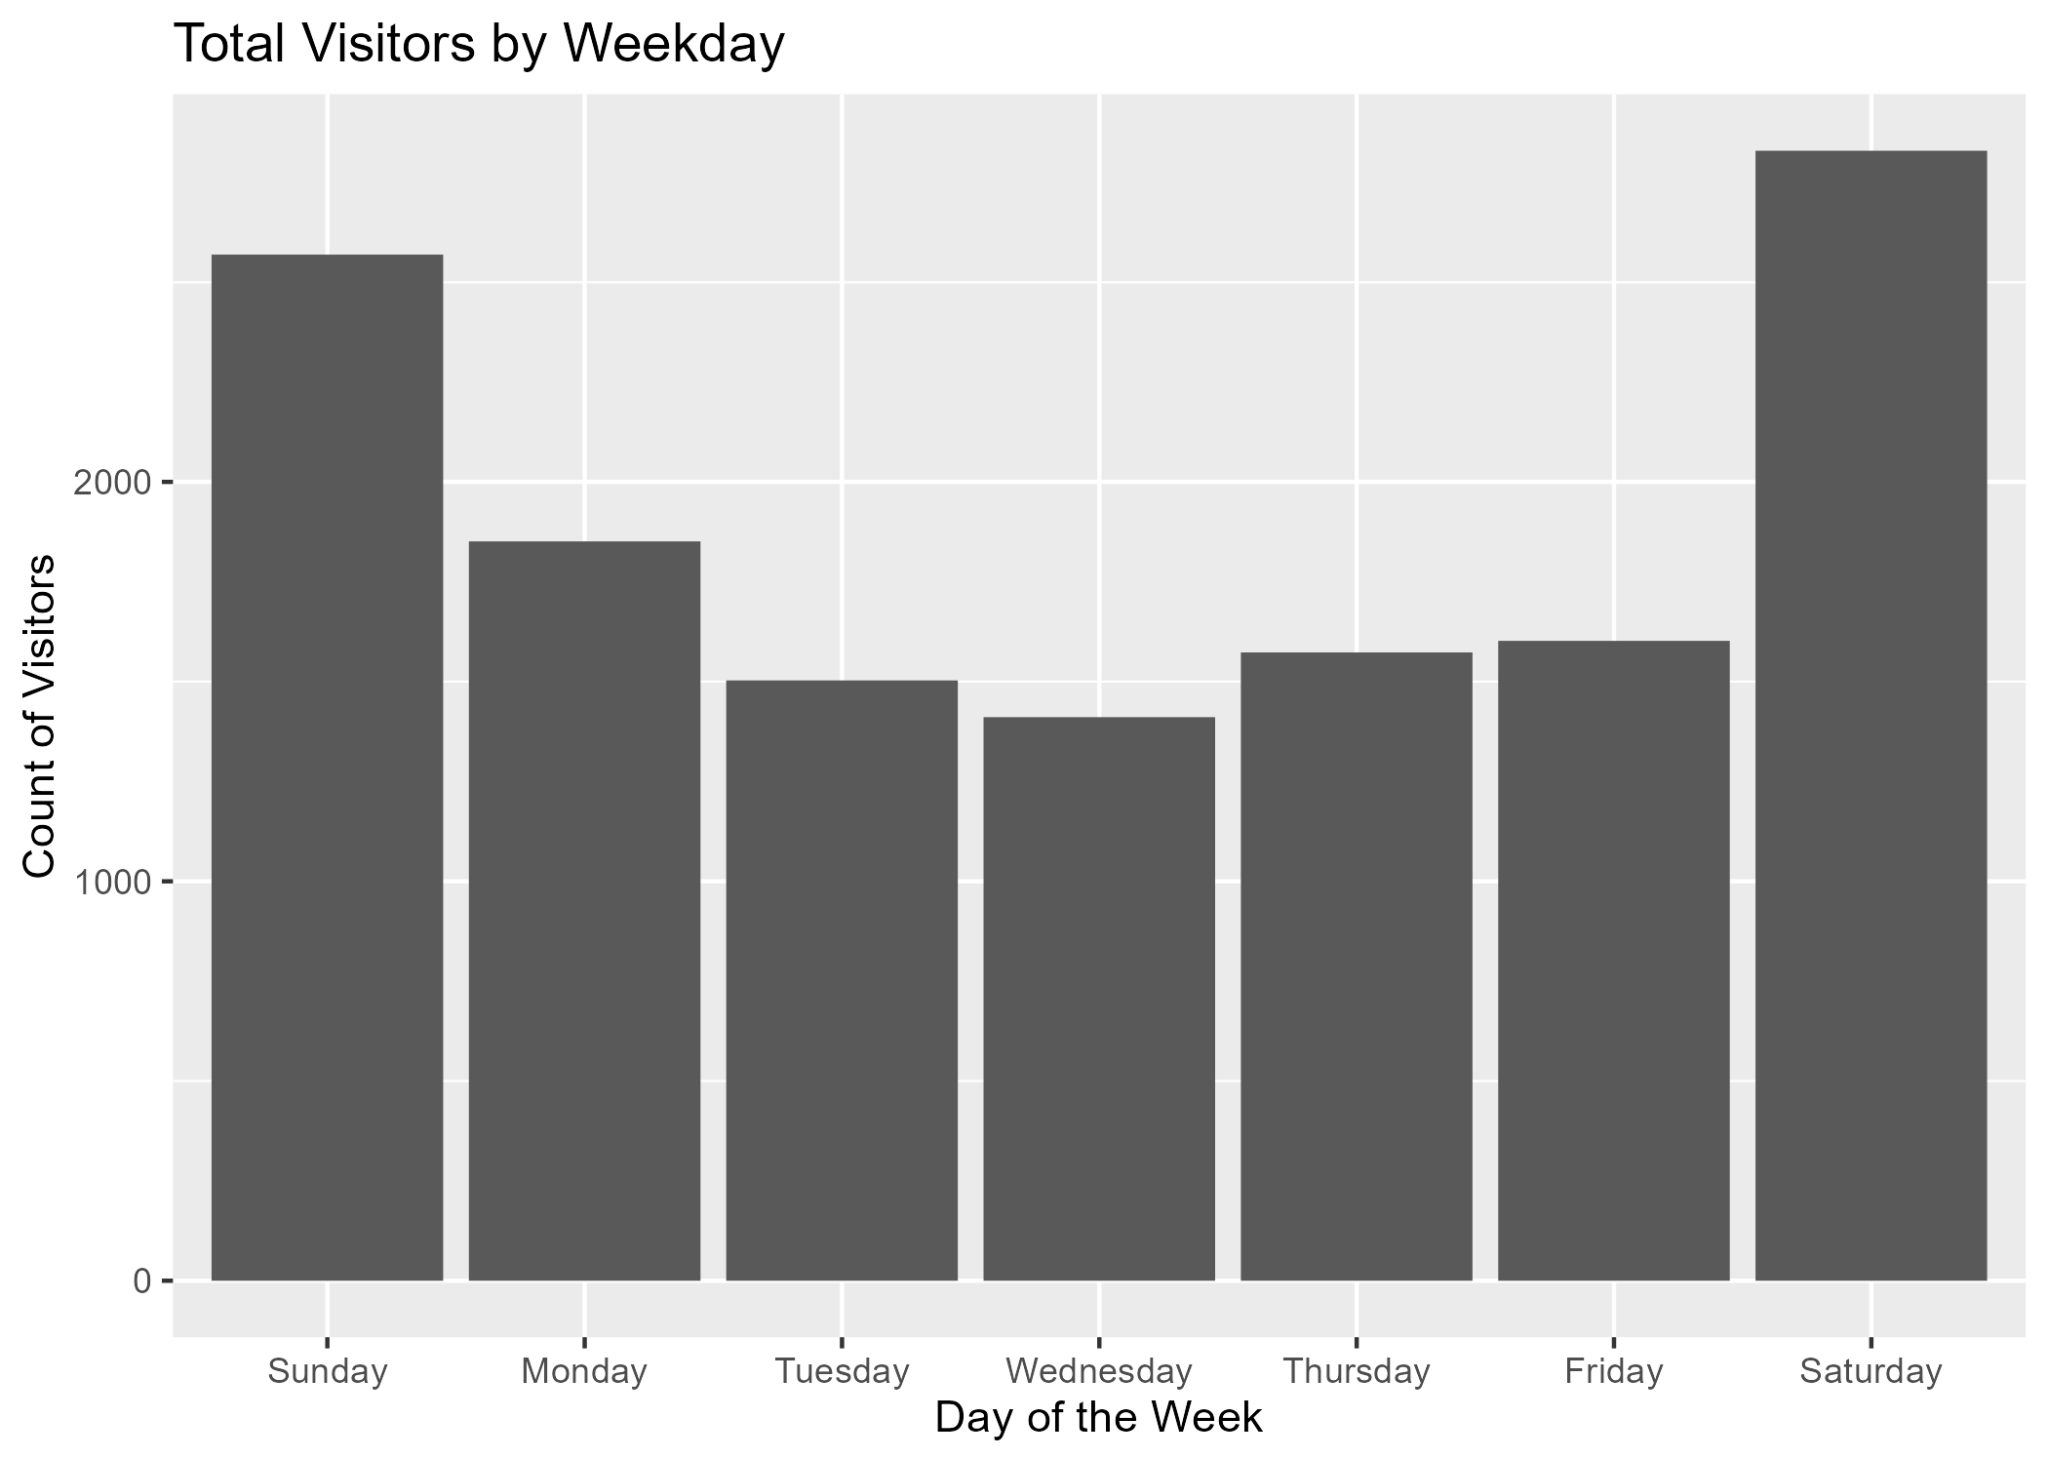 Total Visitors by Weekday
Count of Visitors
2000
1000
0
Sunday Monday Tuesday Wednesday Thursday Friday Saturday
Day of the Week